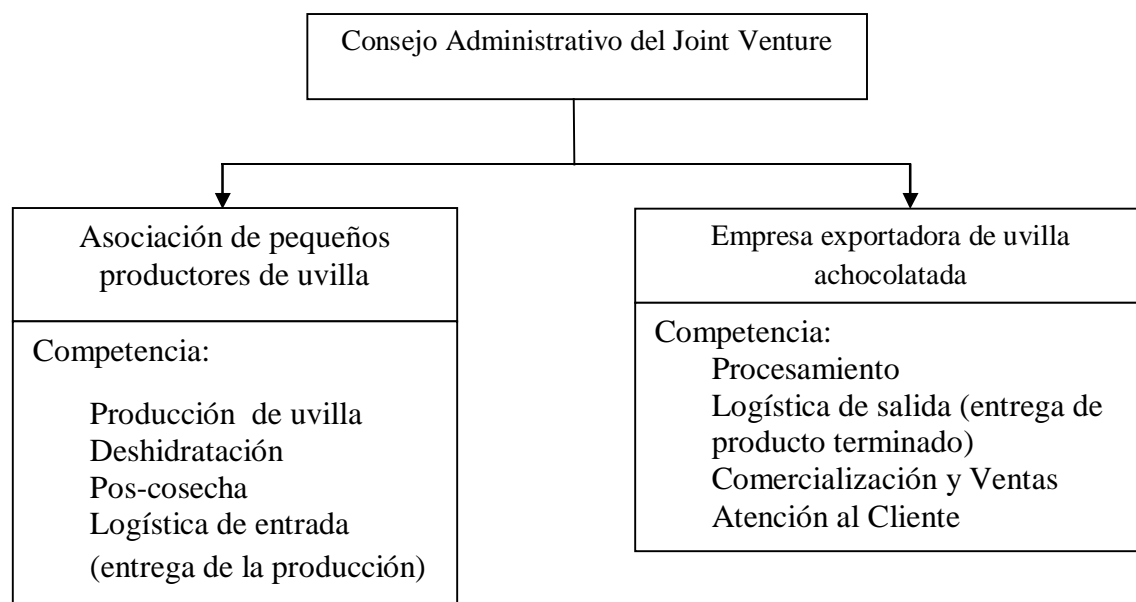 Consejo Administrativo del Joint Venture
Asociación de pequeños
productores de uvilla
Competencia:
Producción de uvilla
Deshidratación
Pos-cosecha
Logística de entrada
(entrega de la producción)
Empresa exportadora de uvilla
achocolatada
Competencia:
Procesamiento
Logística de salida (entrega de
producto terminado)
Comercialización y Ventas
Atención al Cliente